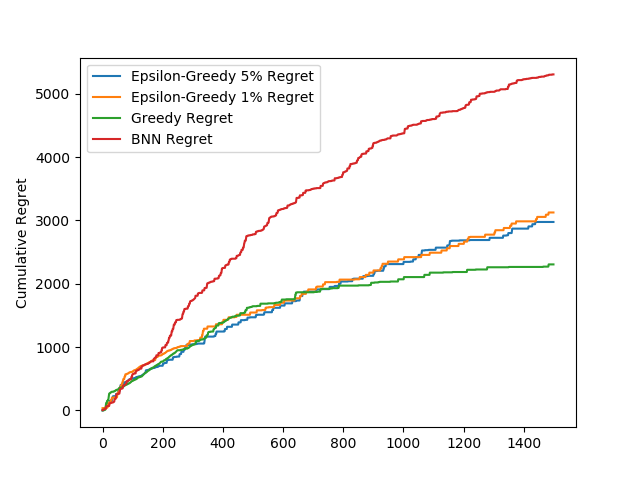 Epsilon-Greedy 5% Regret
Epsilon-Greedy 1% Regret
Greedy Regret
BNN Regret
Cumulative Regret
5000
4000
3000
2000
1000
0
0 200 400 600 800 1000 1200 1400